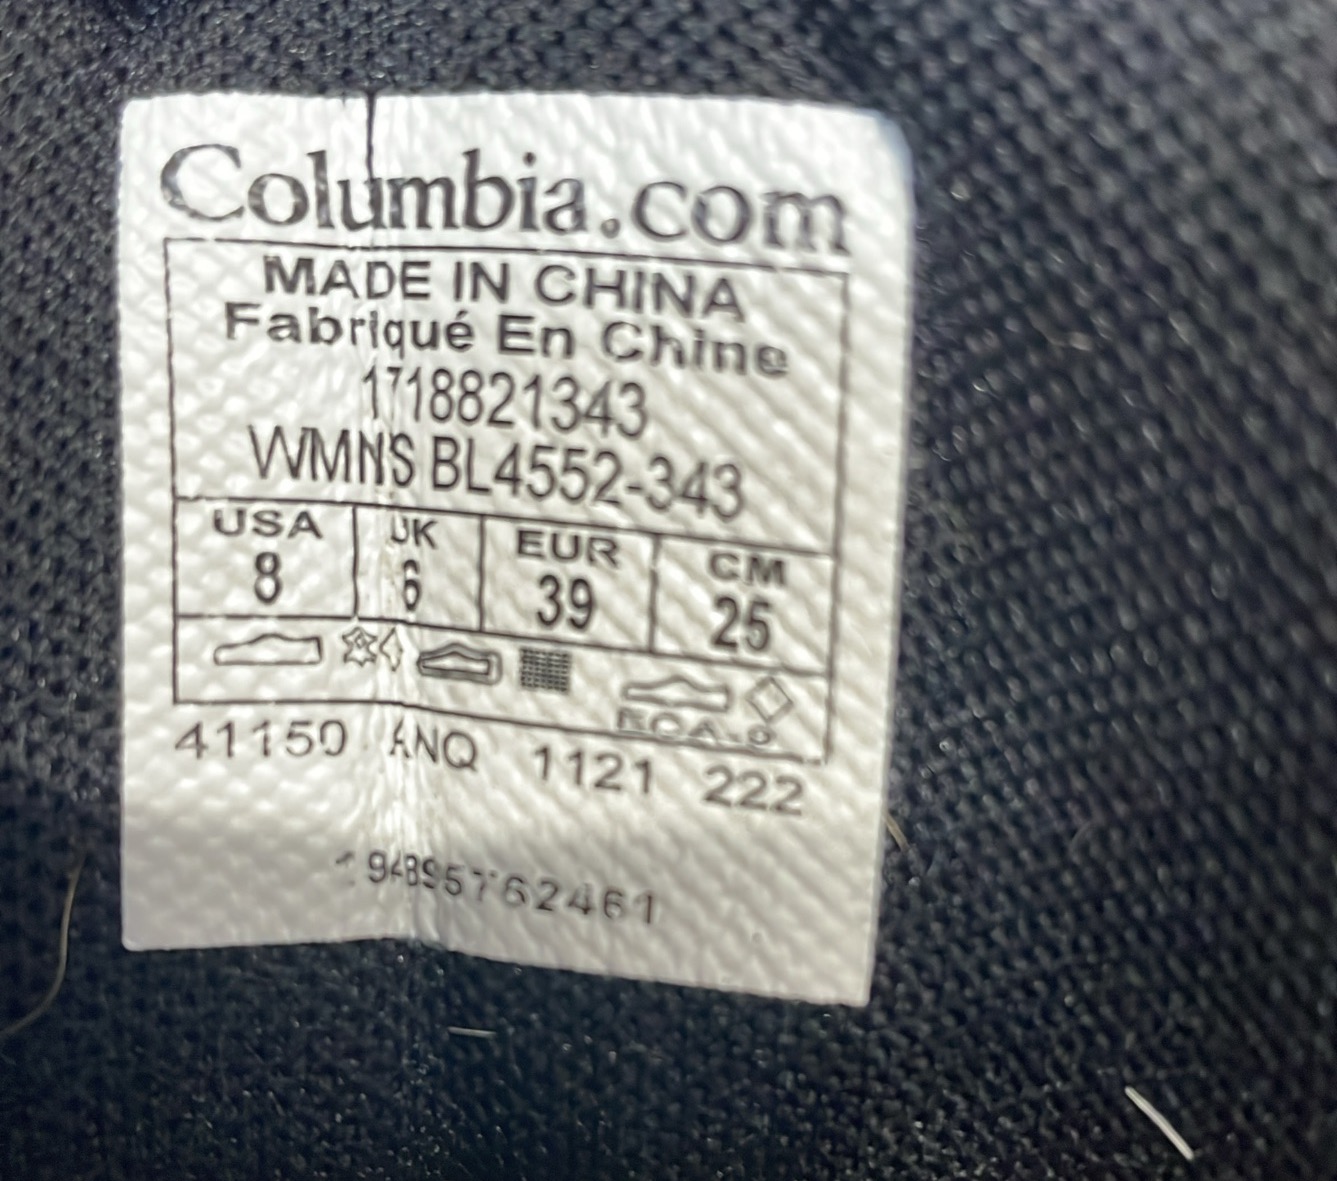 Columbia.com
MADE IN CHINA
Fabriqué En Chine
1718821343
WMNS BL4552-343
USA UK EUR CM
8 6 39 25
41150 ANQ 1121 222